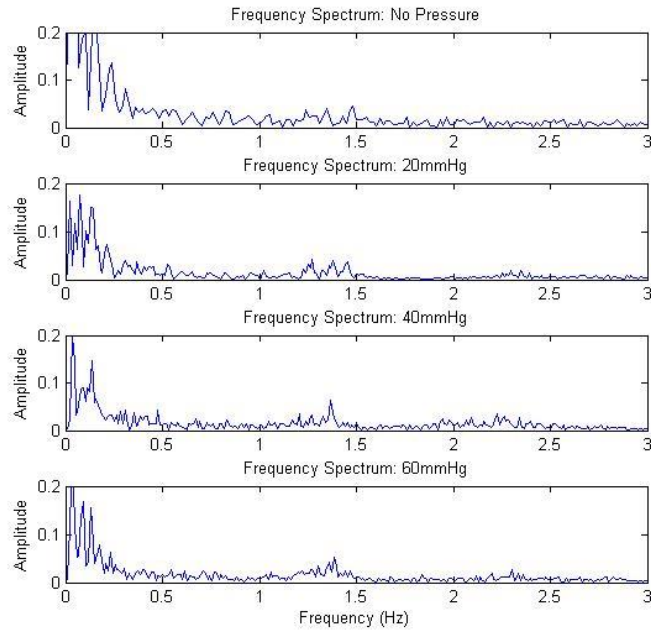 Frequency Spectrum: No Pressure
0.2
0.1
0
Amplitude
0 0.5 1 1.5 2 2.5 3
Frequency Spectrum: 20mmHg
0.2
0.1
0
Amplitude
0 0.5 1 1.5 2 2.5 3
Frequency Spectrum: 40mmHg
0.2
0.1
0
Amplitude
0 0.5 1 1.5 2 2.5 3
Frequency Spectrum: 60mmHg
0.2
0.1
0
Amplitude
0 0.5 1 1.5 2 2.5 3
Frequency (Hz)